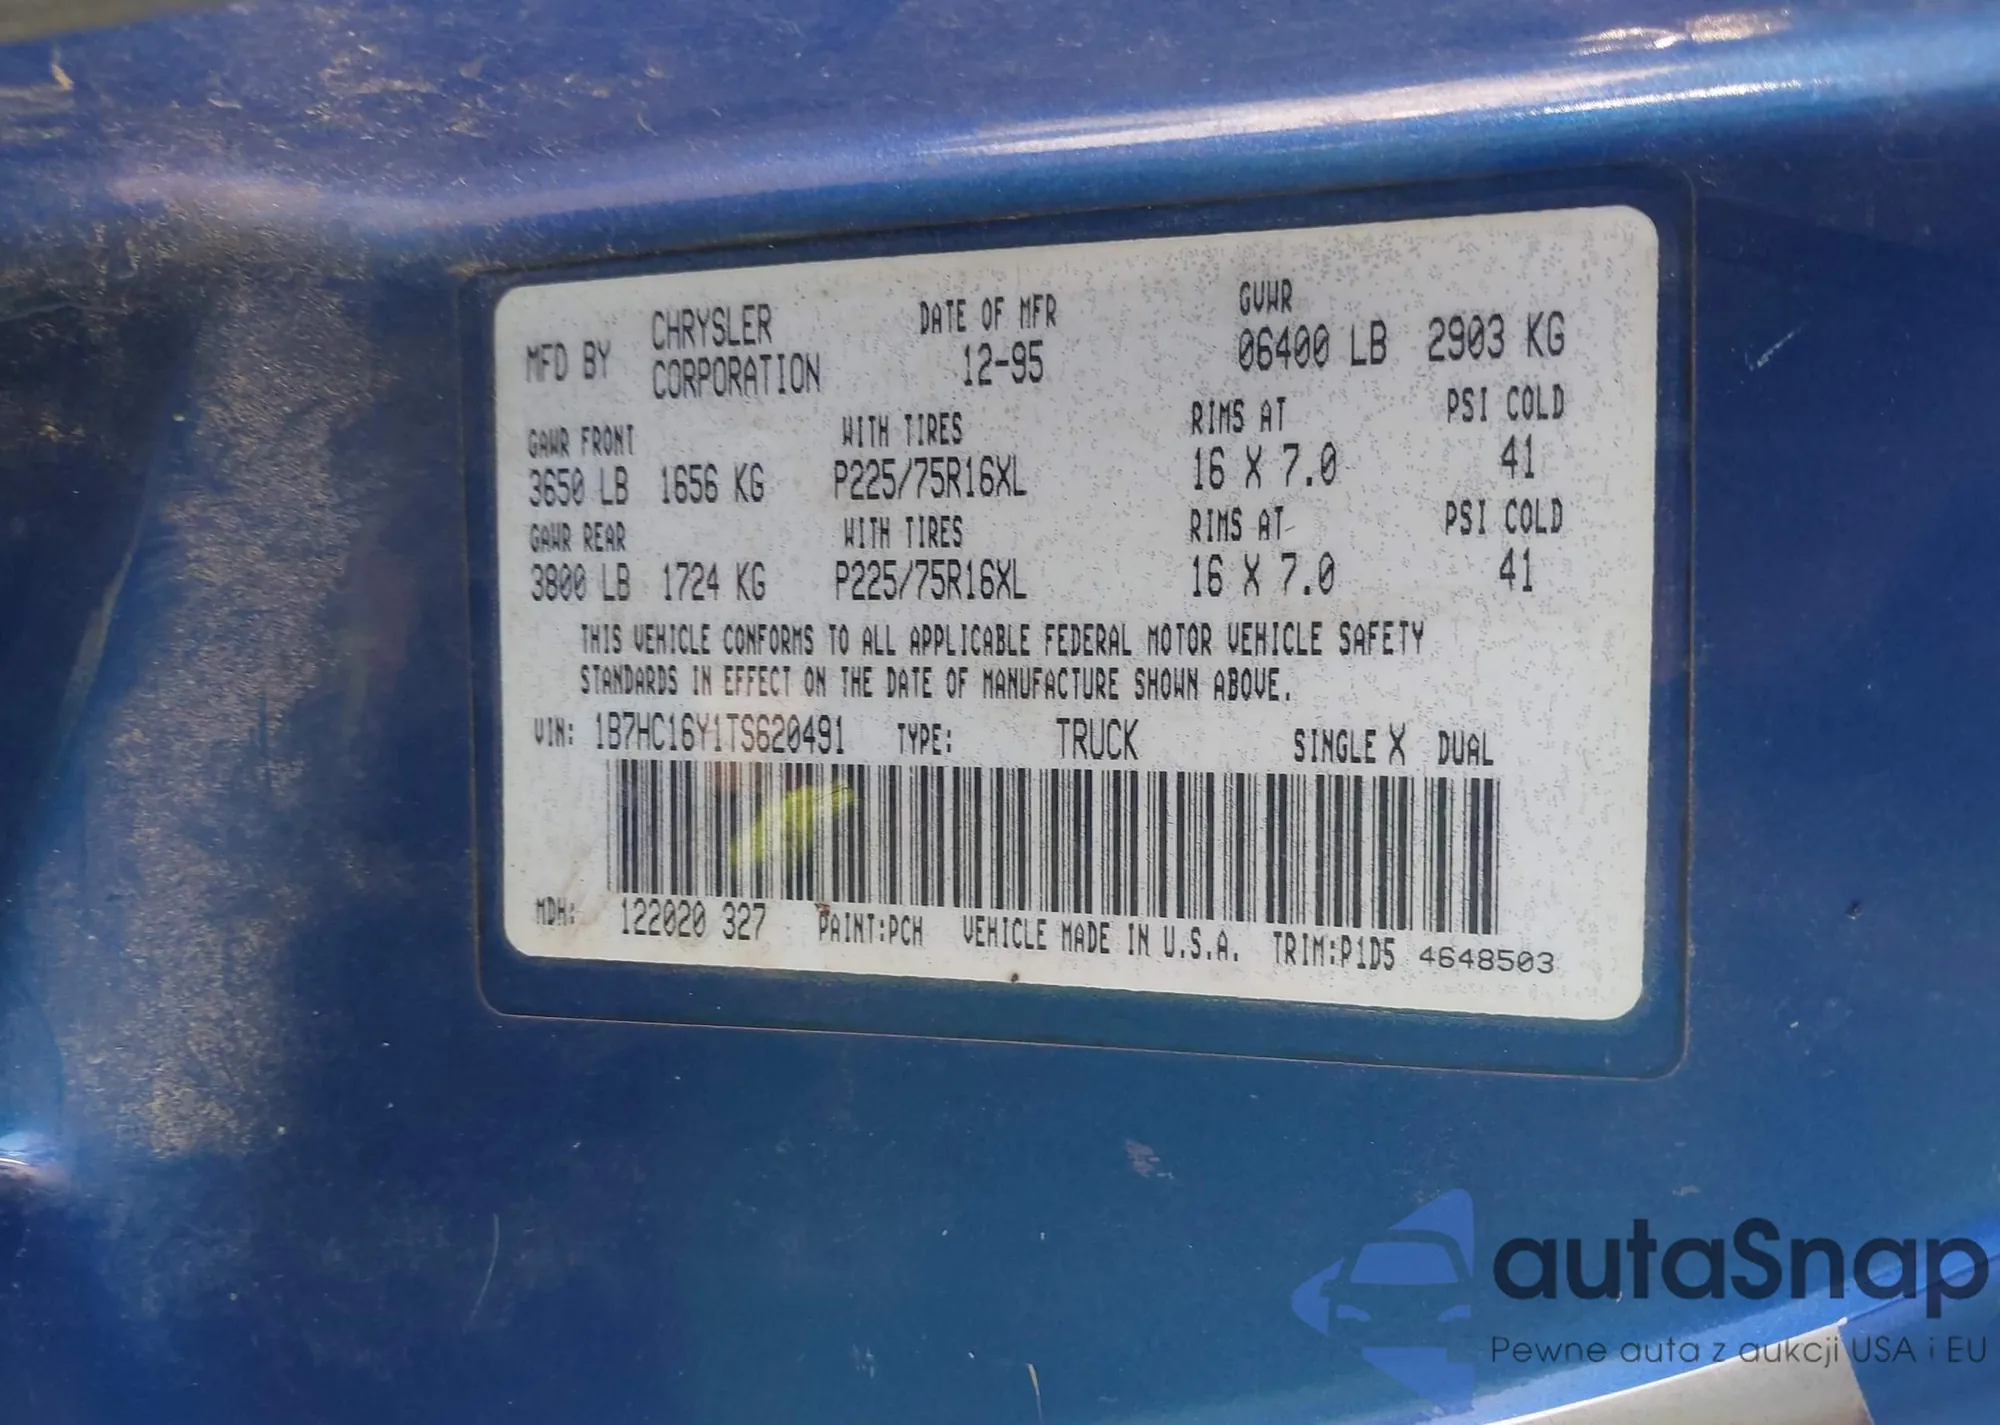 MFD BY CHRYSLER CORPORATION DATE OF MFR 12-95 GVWR 06400 LB 2903 KG
GAWR FRONT WITH TIRES RIMS AT PSI COLD
3650 LB 1656 KG P225/75R16XL 16 X 7.0 41
GAWR REAR WITH TIRES RIMS AT PSI COLD
3800 LB 1724 KG P225/75R16XL 16 X 7.0 41
THIS VEHICLE CONFORMS TO ALL APPLICABLE FEDERAL MOTOR VEHICLE SAFETY
STANDARDS IN EFFECT ON THE DATE OF MANUFACTURE SHOWN ABOVE.
VIN: 1B7HC16Y1TS620491 TYPE: TRUCK SINGLE X DUAL
MDH: 122020 327 PAINT:PCH VEHICLE MADE IN U.S.A. TRIM:P1D5 4648503
autaSnap
Pewne auta z aukcji USA i EU